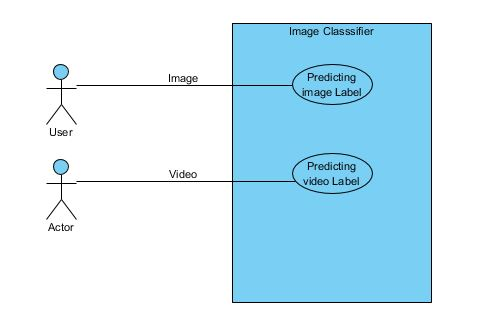 Image Classsifier
Image
Predicting
image Label
User
Video
Predicting
video Label
Actor